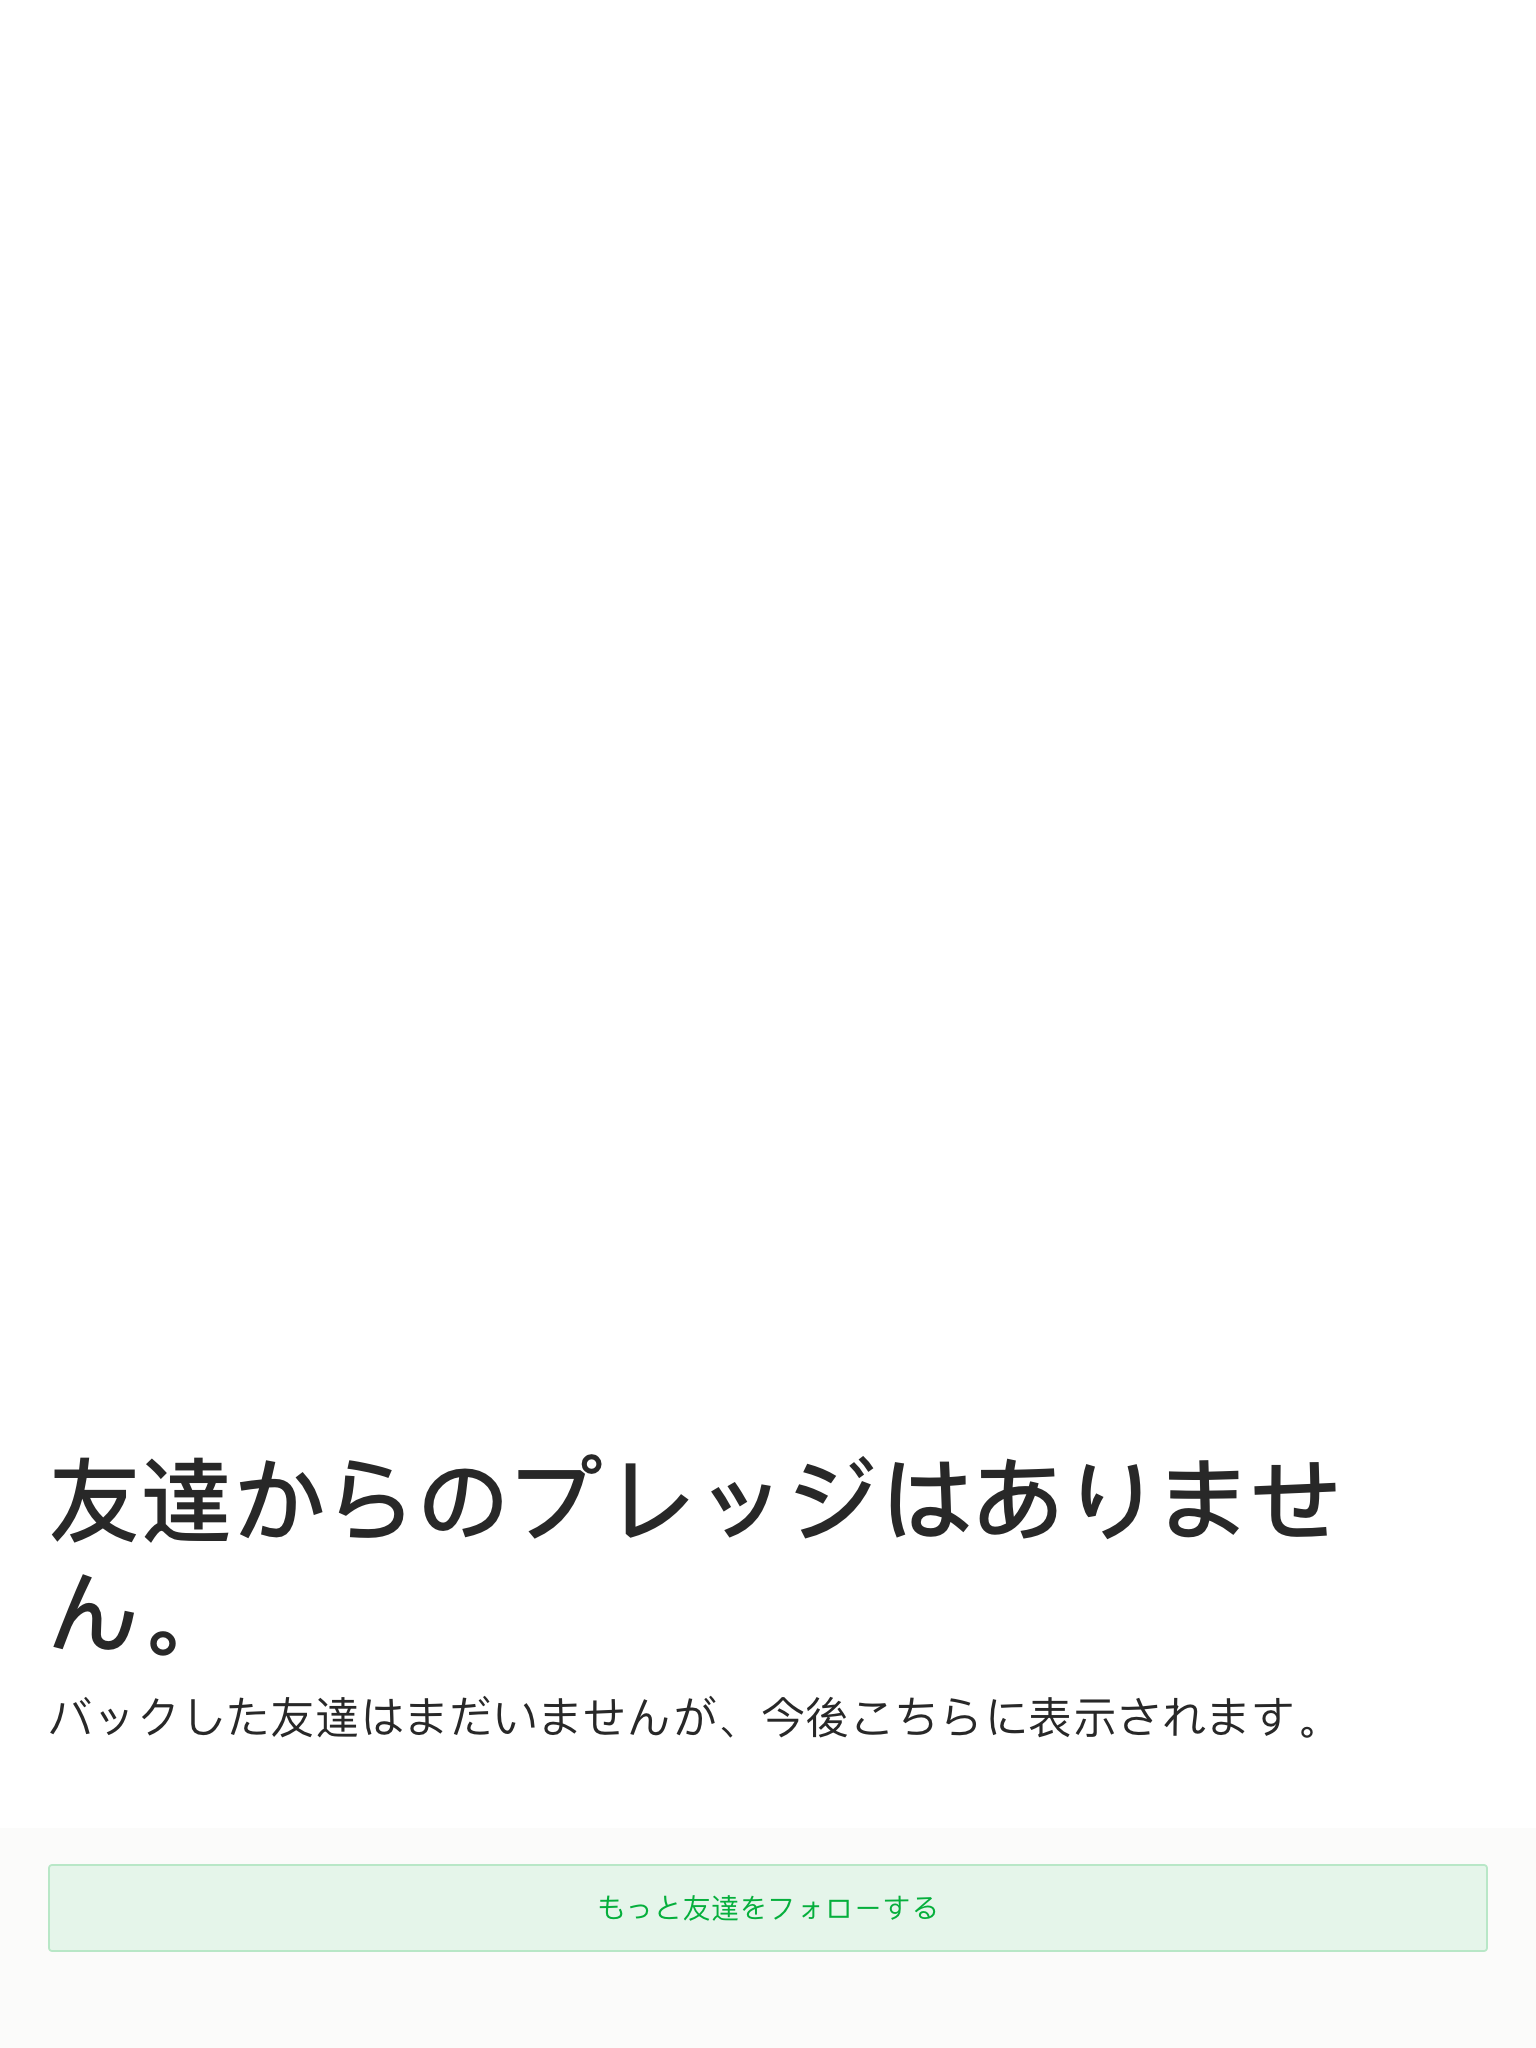 友達からのプレッジはありませ
ん。
バックした友達はまだいませんが、今後こちらに表示されます。
もっと友達をフォローする